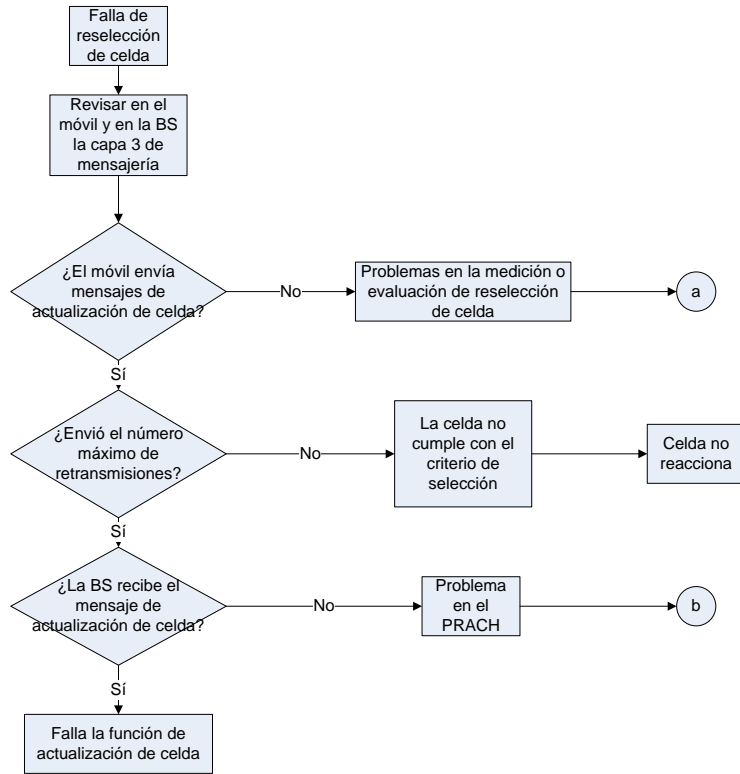 Falla de
reselección
de celda
Revisar en el
móvil y en la BS
la capa 3 de
mensajería
¿El móvil envía
mensajes de
actualización de celda?
No
Problemas en la medición o
evaluación de reselección
de celda
a
Sí
¿Envió el número
máximo de
retransmisiones?
No
La celda no
cumple con el
criterio de
selección
Celda no
reacciona
Sí
¿La BS recibe el
mensaje de
actualización de celda?
No
Problema
en el
PRACH
b
Sí
Falla la función de
actualización de celda